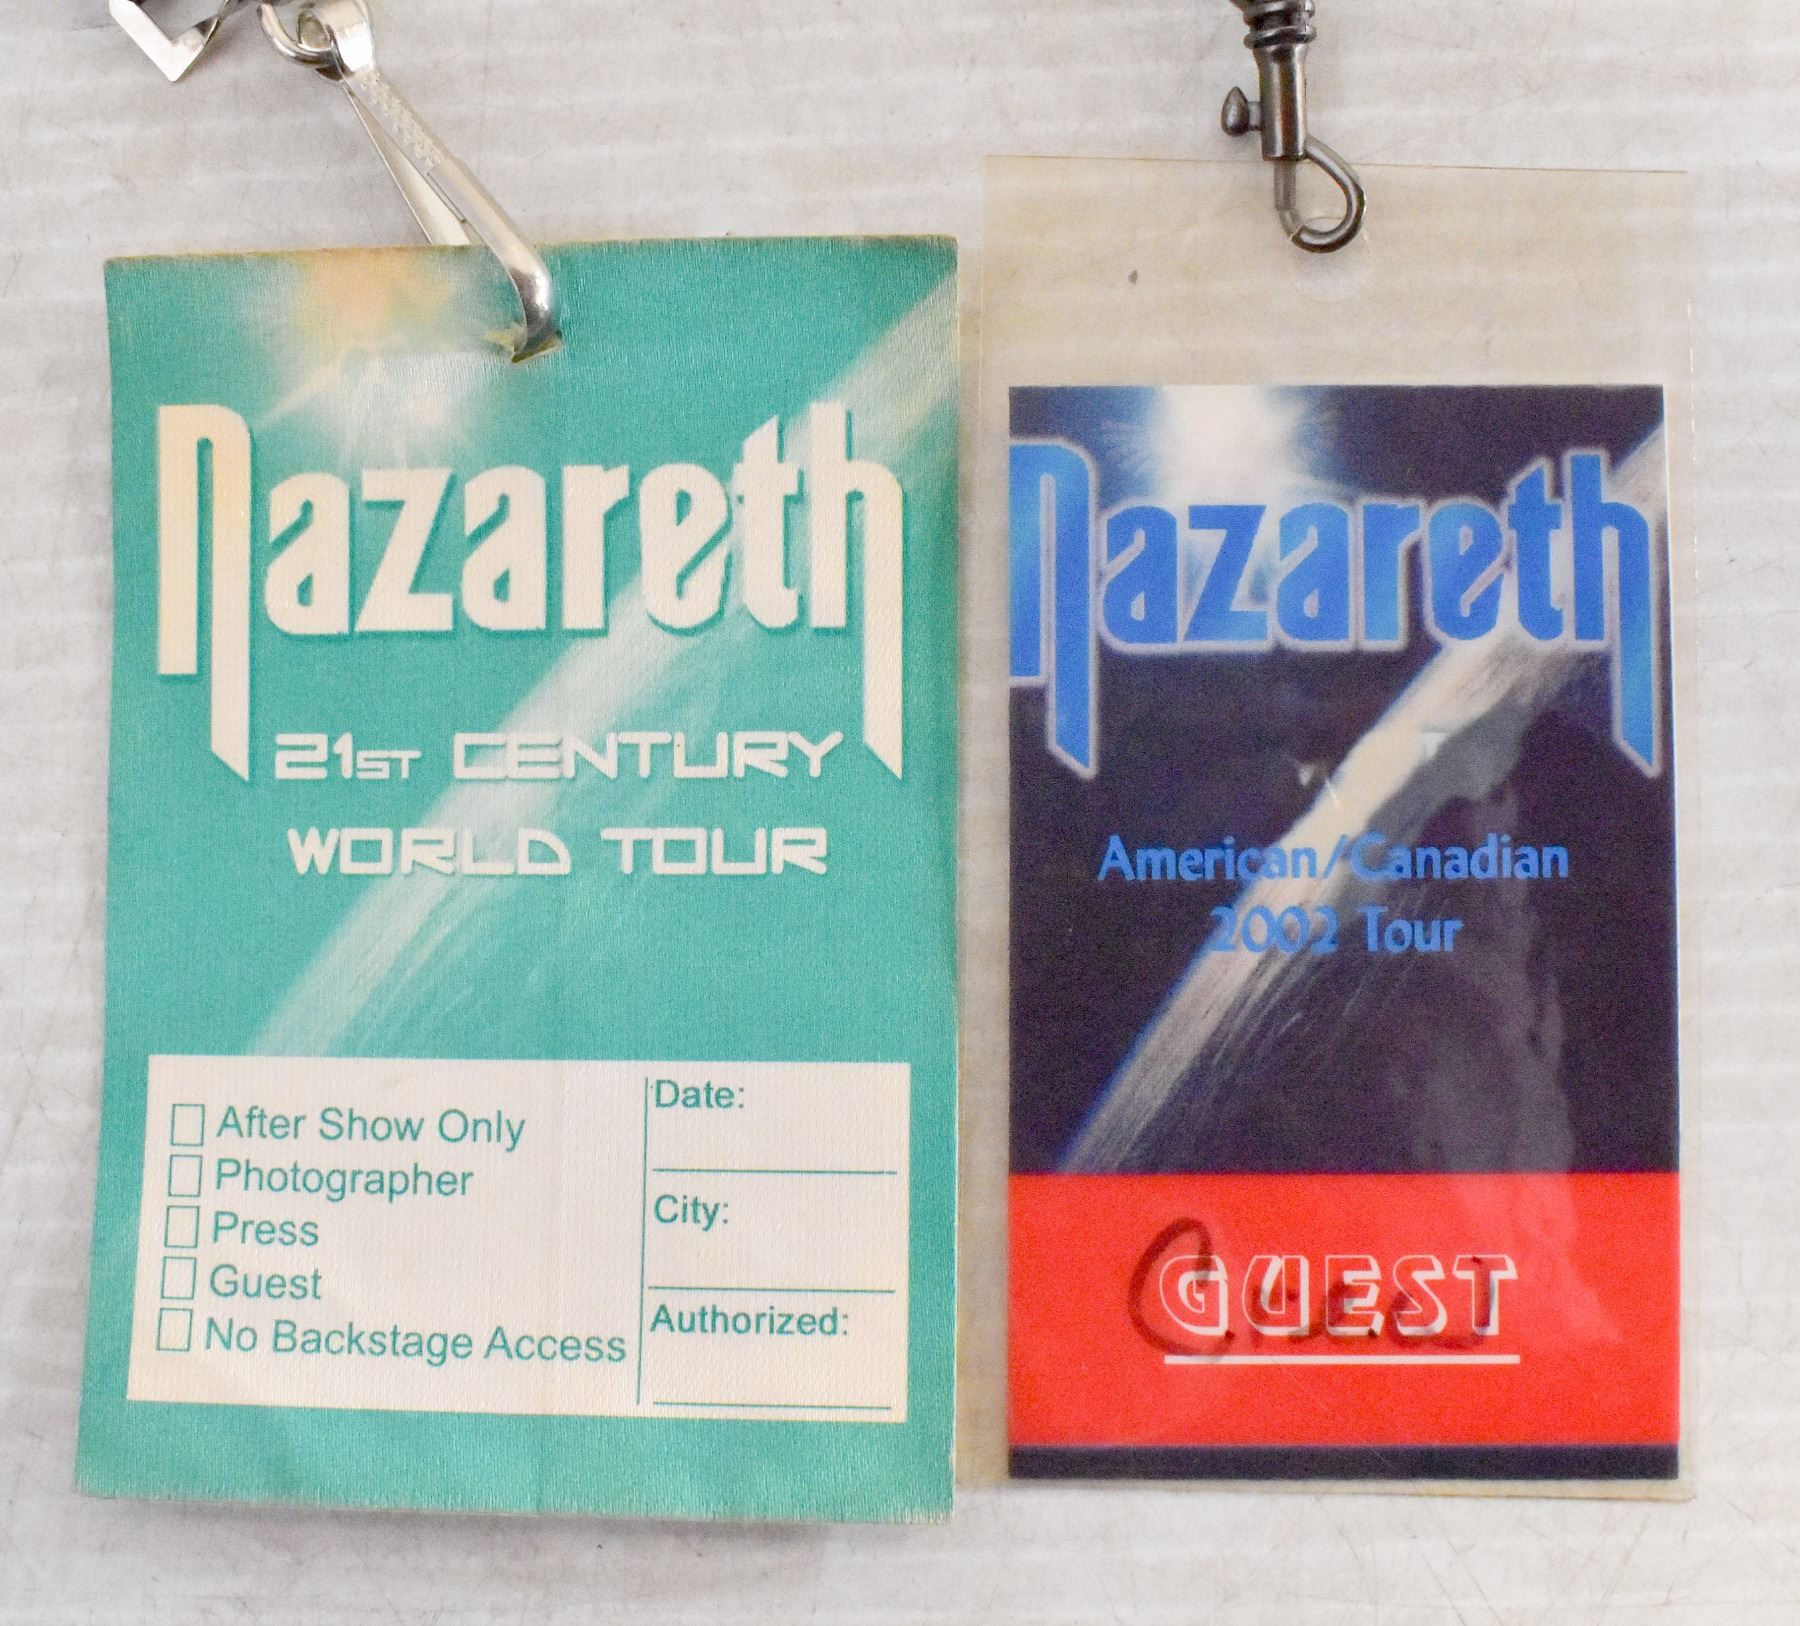 Nazareth
21ST CENTURY
WORLD TOUR
After Show Only
Photographer
Press
Guest
No Backstage Access
Date:
City:
Authorized:
Nazareth
American/Canadian
2002 Tour
GUEST